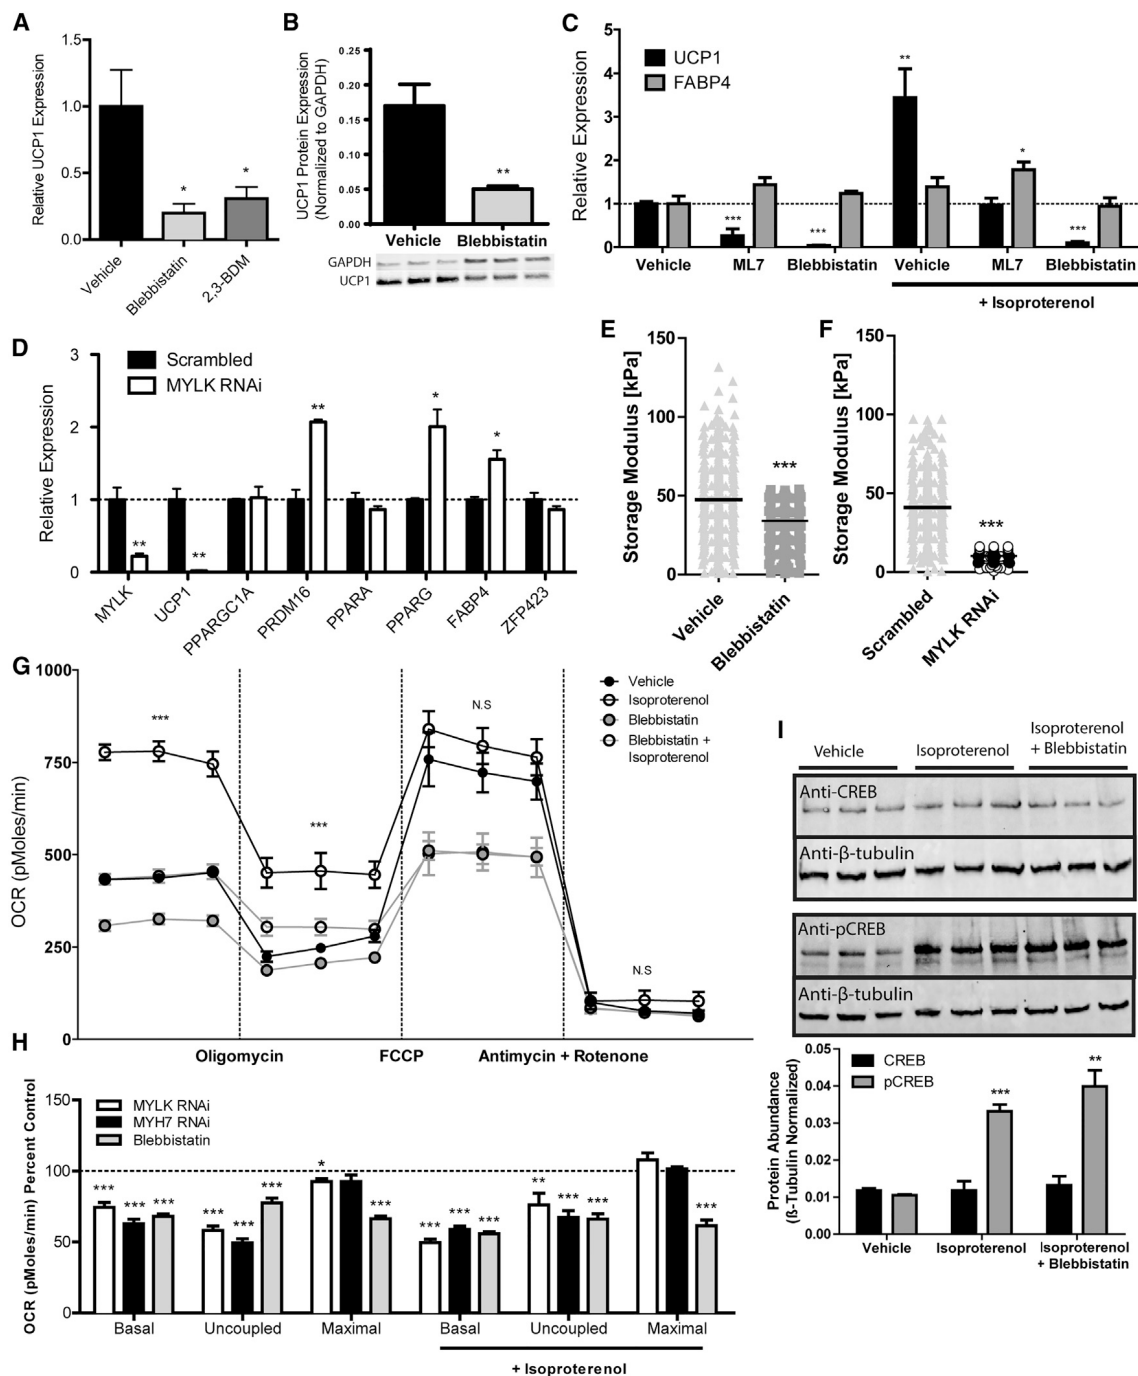 A
Relative UCP1 Expression
1.5
1.0
0.5
0.0
*
*
Vehicle
Blebbistatin
2,3-BDM
B
UCP1 Protein Expression
(Normalized to GAPDH)
0.25
0.20
0.15
0.10
0.05
0.00
**
Vehicle Blebbistatin
GAPDH
UCP1
C
Relative Expression
5
4
3
2
1
0
UCP1
FABP4
***
***
**
*
***
Vehicle ML7 Blebbistatin Vehicle ML7 Blebbistatin
+ Isoproterenol
D
Relative Expression
3
2
1
0
Scrambled
MYLK RNAi
**
**
**
*
*
MYLK
UCP1
PPARGC1A
PRDM16
PPARA
PPARG
FABP4
ZFP423
E
Storage Modulus [kPa]
150
100
50
0
***
Vehicle
Blebbistatin
F
Storage Modulus [kPa]
150
100
50
0
***
Scrambled
MYLK RNAi
G
OCR (pMoles/min)
1000
750
500
250
0
***
***
N.S
N.S
Vehicle
Isoproterenol
Blebbistatin
Blebbistatin +
Isoproterenol
Oligomycin FCCP Antimycin + Rotenone
H
OCR (pMoles/min) Percent Control
150
100
50
0
MYLK RNAi
MYH7 RNAi
Blebbistatin
*** *** ***
*** *** ***
* ***
*** *** ***
** *** ***
***
Basal Uncoupled Maximal Basal Uncoupled Maximal
+ Isoproterenol
I
Vehicle Isoproterenol Isoproterenol
+ Blebbistatin
Anti-CREB
Anti-β-tubulin
Anti-pCREB
Anti-β-tubulin
Protein Abundance
(ß-Tubulin Normalized)
0.05
0.04
0.03
0.02
0.01
0.00
CREB
pCREB
***
**
Vehicle Isoproterenol Isoproterenol
+ Blebbistatin